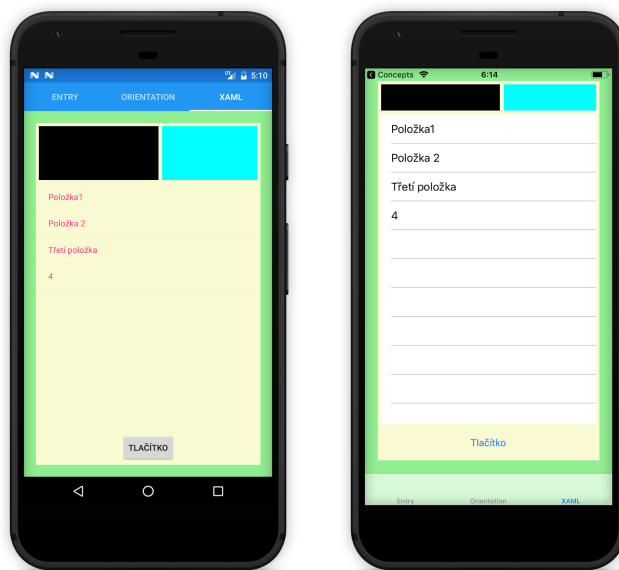 5:10
ENTRY ORIENTATION XAML
Položka1
Položka 2
Třetí položka
4
TLAČÍTKO
Concepts 6:14
Položka1
Položka 2
Třetí položka
4
Tlačítko
Entry Orientation XAML